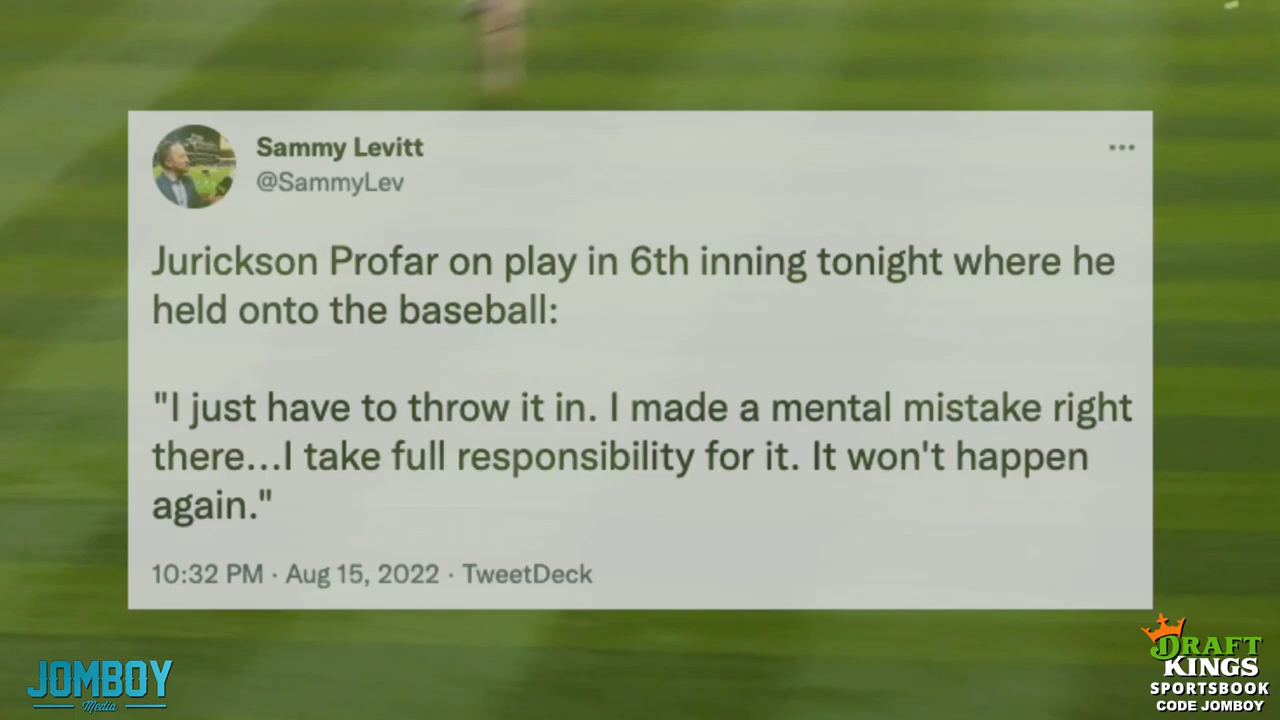 Sammy Levitt
@SammyLev
Jurickson Profar on play in 6th inning tonight where he
held onto the baseball:
"I just have to throw it in. I made a mental mistake right
there...I take full responsibility for it. It won't happen
again."
10:32 PM · Aug 15, 2022 · TweetDeck
JOMBOY
Media
DRAFT
KINGS
SPORTSBOOK
CODE JOMBOY